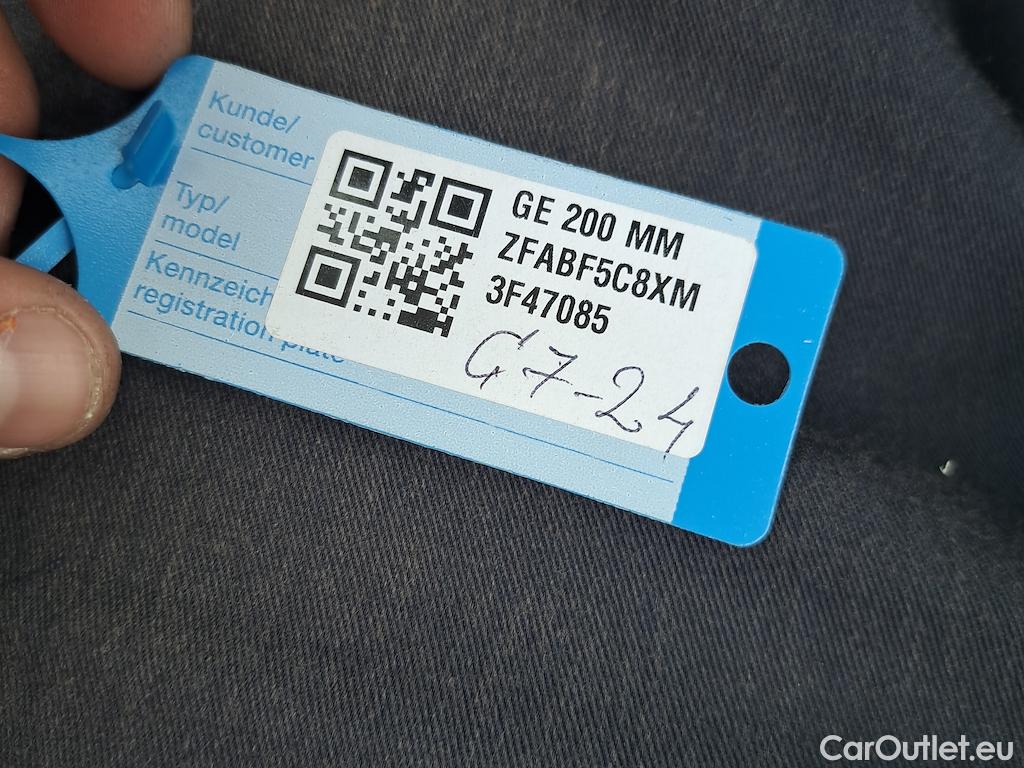 Kunde/
customer
Typ/
model
Kennzeich
registration plate
GE 200 MM
ZFABF5C8XM
3F47085
G7-24
CarOutlet.eu